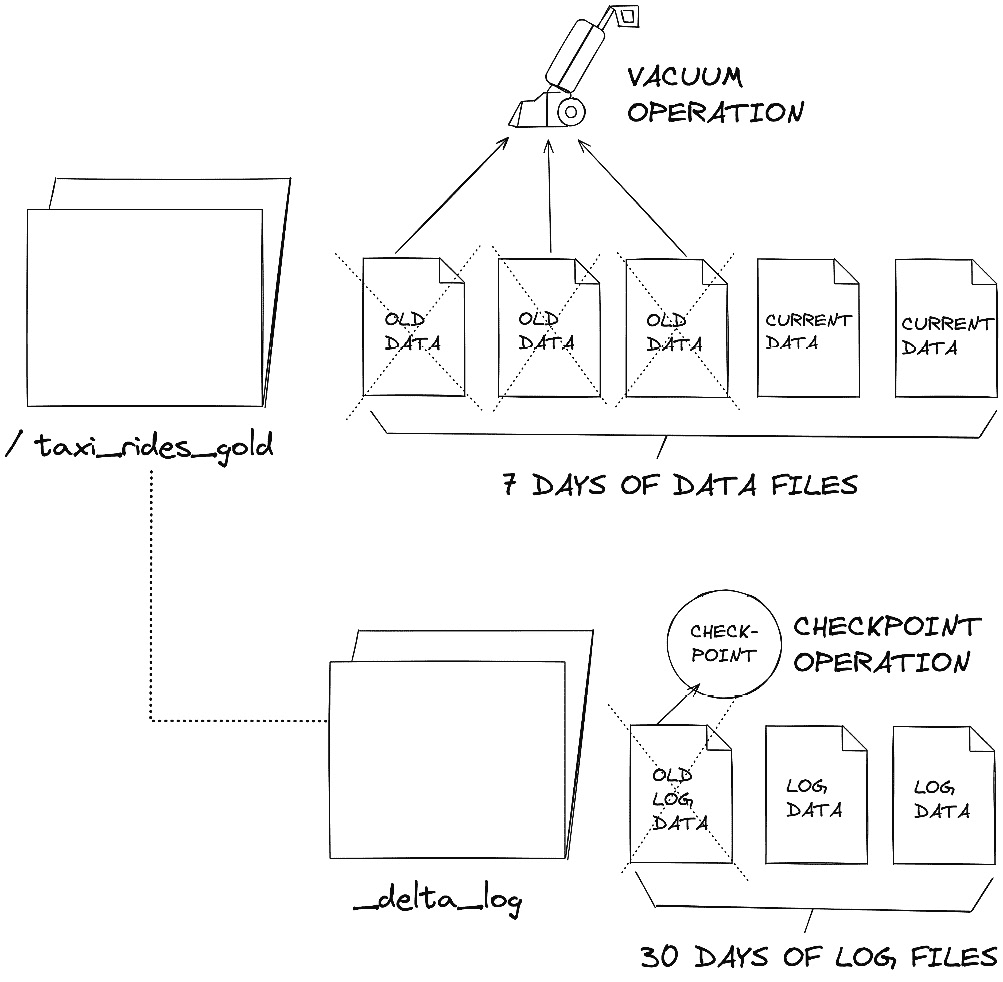 VACUUM
OPERATION
OLD
DATA
OLD
DATA
OLD
DATA
CURRENT
DATA
CURRENT
DATA
/ taxi_rides_gold
7 DAYS OF DATA FILES
CHECK-
POINT
CHECKPOINT
OPERATION
OLD
LOG
DATA
LOG
DATA
LOG
DATA
_delta_log
30 DAYS OF LOG FILES